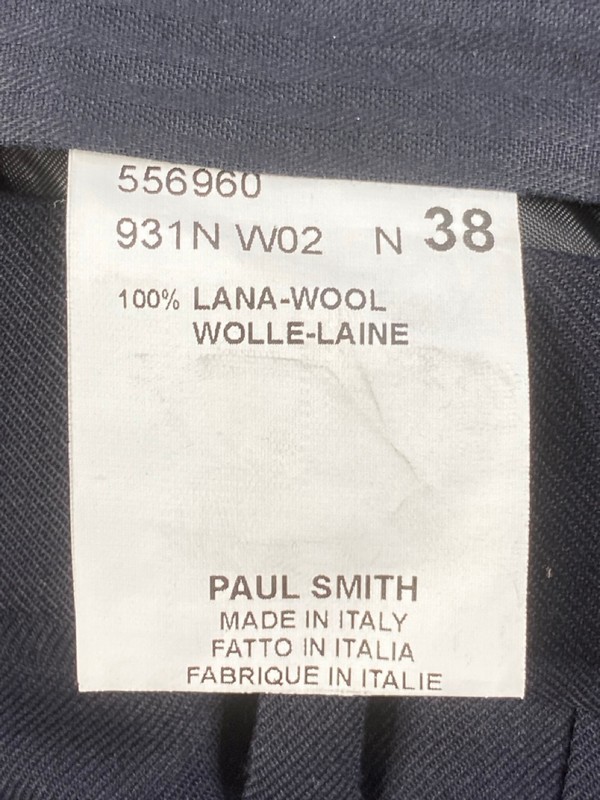 556960
931N W02 N 38
100% LANA-WOOL
WOLLE-LAINE
PAUL SMITH
MADE IN ITALY
FATTO IN ITALIA
FABRIQUE IN ITALIE